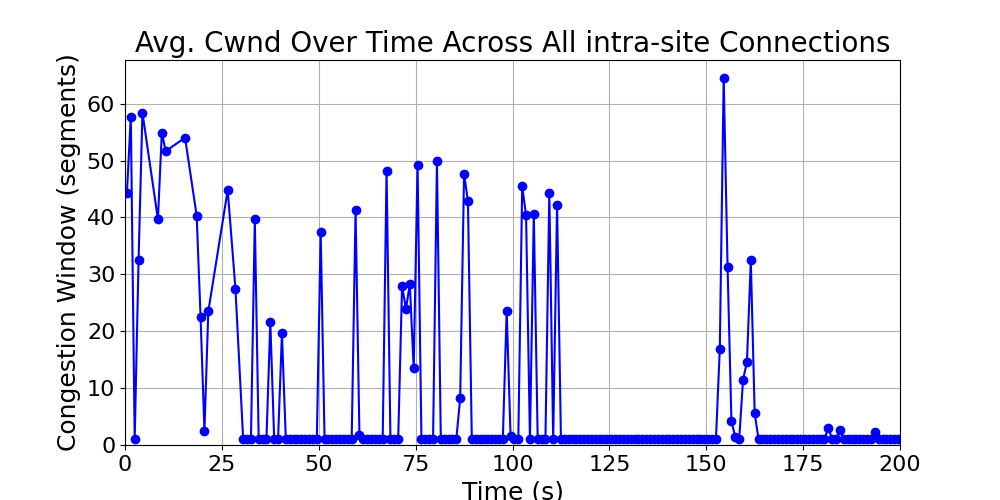 Avg. Cwnd Over Time Across All intra-site Connections
Congestion Window (segments)
60
50
40
30
20
10
0
0 25 50 75 100 125 150 175 200
Time (s)